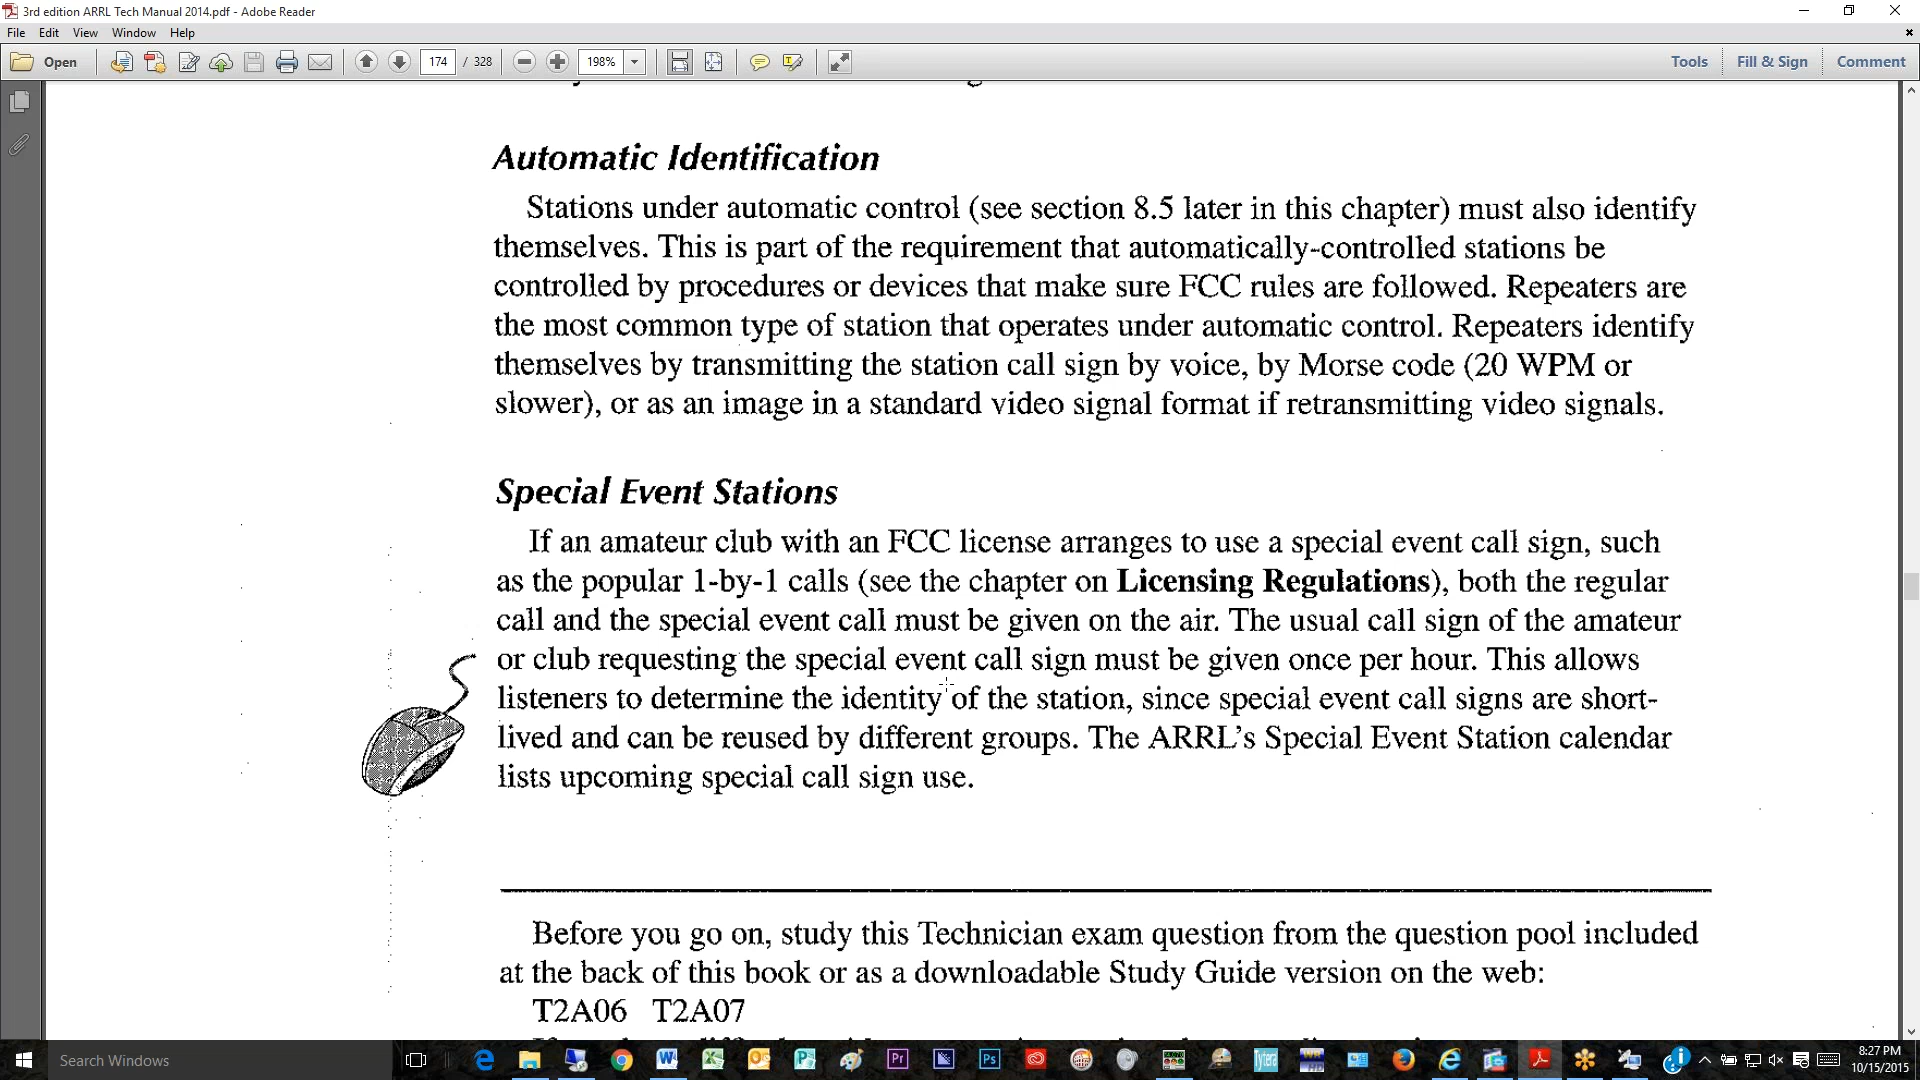 3rd edition ARRL Tech Manual 2014.pdf - Adobe Reader
File Edit View Window Help
Open 174 / 328 198% Tools Fill & Sign Comment
Automatic Identification
Stations under automatic control (see section 8.5 later in this chapter) must also identify
themselves. This is part of the requirement that automatically-controlled stations be
controlled by procedures or devices that make sure FCC rules are followed. Repeaters are
the most common type of station that operates under automatic control. Repeaters identify
themselves by transmitting the station call sign by voice, by Morse code (20 WPM or
slower), or as an image in a standard video signal format if retransmitting video signals.
Special Event Stations
If an amateur club with an FCC license arranges to use a special event call sign, such
as the popular 1-by-1 calls (see the chapter on Licensing Regulations), both the regular
call and the special event call must be given on the air. The usual call sign of the amateur
or club requesting the special event call sign must be given once per hour. This allows
listeners to determine the identity of the station, since special event call signs are short-
lived and can be reused by different groups. The ARRL's Special Event Station calendar
lists upcoming special call sign use.
Before you go on, study this Technician exam question from the question pool included
at the back of this book or as a downloadable Study Guide version on the web:
T2A06 T2A07
Search Windows
Pr
Ps
Tytera
8:27 PM
10/15/2015